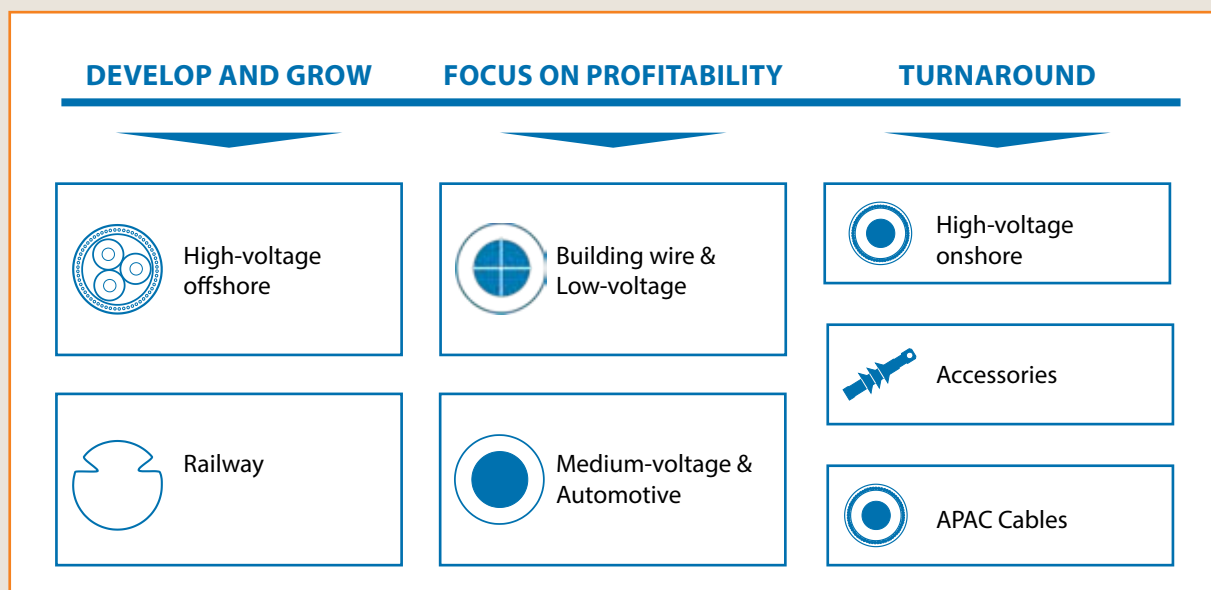 DEVELOP AND GROW
High-voltage
offshore
Railway
FOCUS ON PROFITABILITY
Building wire &
Low-voltage
Medium-voltage &
Automotive
TURNAROUND
High-voltage
onshore
Accessories
APAC Cables